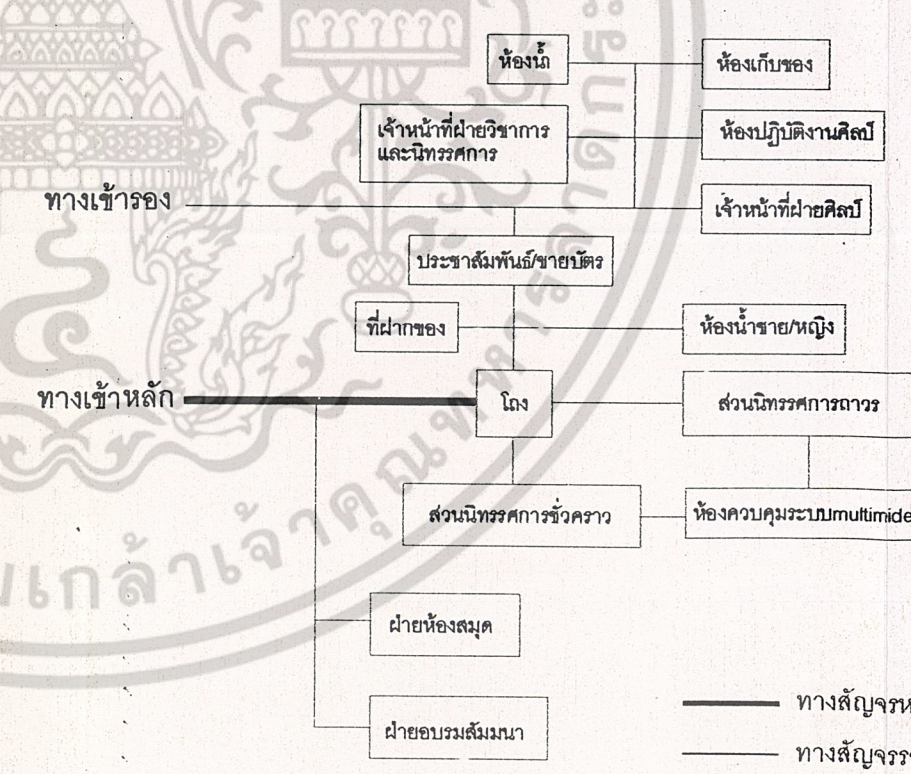 ห้องน้ำ
ห้องเก็บของ
เจ้าหน้าที่ฝ่ายวิชาการ
และนิทรรศการ
ห้องปฏิบัติงานศิลป์
ทางเข้ารอง
เจ้าหน้าที่ฝ่ายศิลป์
ประชาสัมพันธ์/ขายบัตร
ที่ฝากของ
ห้องน้ำชาย/หญิง
ทางเข้าหลัก
โถง
ส่วนนิทรรศการถาวร
ส่วนนิทรรศการชั่วคราว
ห้องควบคุมระบบmultimide
ฝ่ายห้องสมุด
ฝ่ายอบรมสัมมนา
ทางสัญจรห
ทางสัญจรร